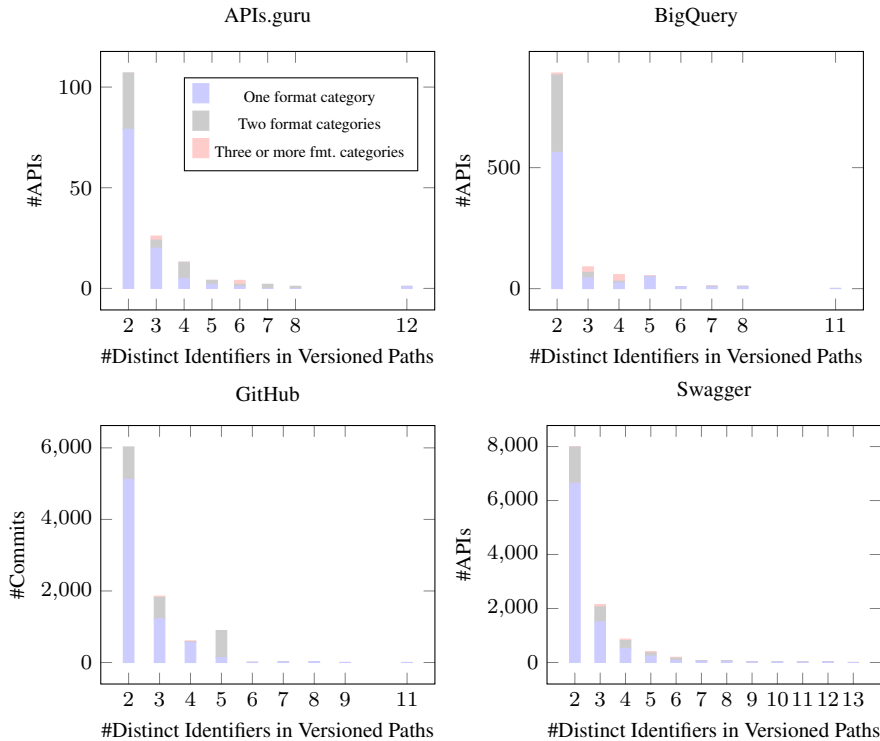 APIs.guru
100
50
0
#APIs
One format category
Two format categories
Three or more fmt. categories
2 3 4 5 6 7 8 12
#Distinct Identifiers in Versioned Paths
BigQuery
500
0
#APIs
2 3 4 5 6 7 8 11
#Distinct Identifiers in Versioned Paths
GitHub
6,000
4,000
2,000
0
#Commits
2 3 4 5 6 7 8 9 11
#Distinct Identifiers in Versioned Paths
Swagger
8,000
6,000
4,000
2,000
0
#APIs
2 3 4 5 6 7 8 9 10 11 12 13
#Distinct Identifiers in Versioned Paths